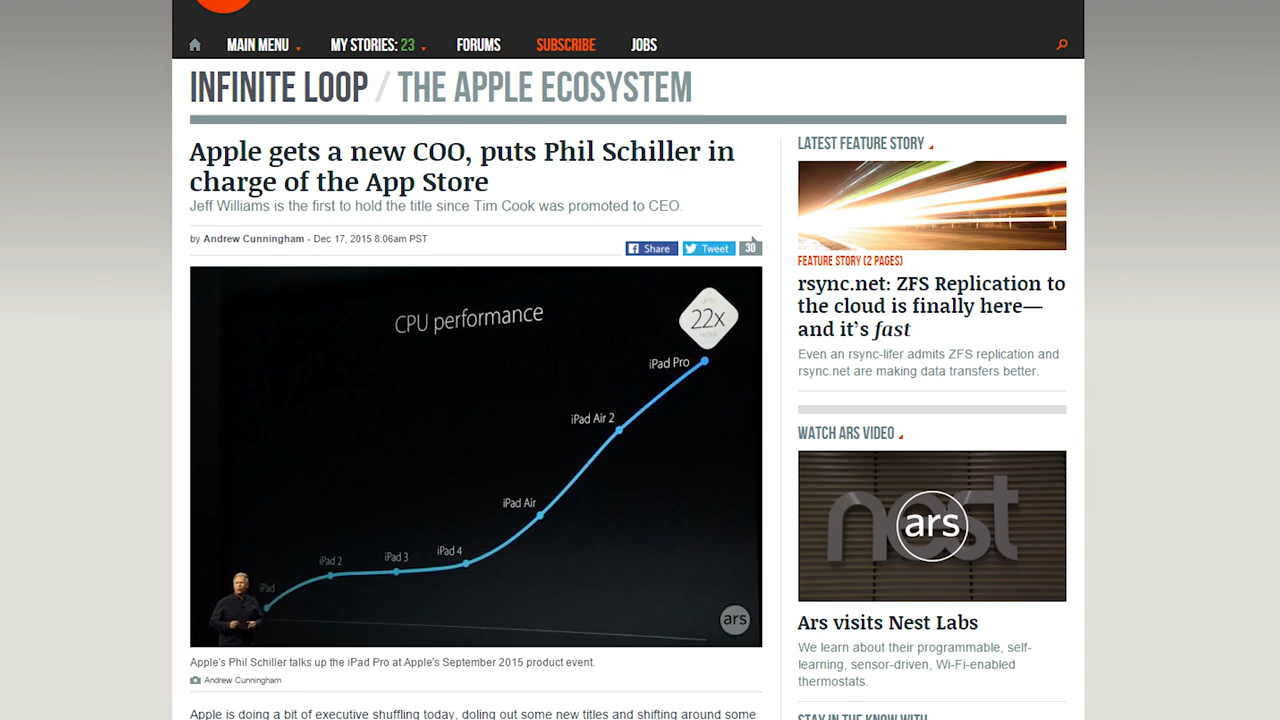 MAIN MENU
MY STORIES: 23
FORUMS
SUBSCRIBE
JOBS
INFINITE LOOP / THE APPLE ECOSYSTEM
Apple gets a new COO, puts Phil Schiller in
charge of the App Store
Jeff Williams is the first to hold the title since Tim Cook was promoted to CEO.
by Andrew Cunningham - Dec 17, 2015 8:06am PST
Share
Tweet
30
CPU performance
22x
iPad Pro
iPad Air 2
iPad Air
iPad 4
iPad 3
iPad 2
iPad
ars
Apple's Phil Schiller talks up the iPad Pro at Apple's September 2015 product event.
Andrew Cunningham
Apple is doing a bit of executive shuffling today, doling out some new titles and shifting around some
LATEST FEATURE STORY
FEATURE STORY (2 PAGES)
rsync.net: ZFS Replication to
the cloud is finally here—
and it's fast
Even an rsync-lifer admits ZFS replication and
rsync.net are making data transfers better.
WATCH ARS VIDEO
nest
ars
Ars visits Nest Labs
We learn about their programmable, self-
learning, sensor-driven, Wi-Fi-enabled
thermostats.
STAY IN THE KNOW WITH